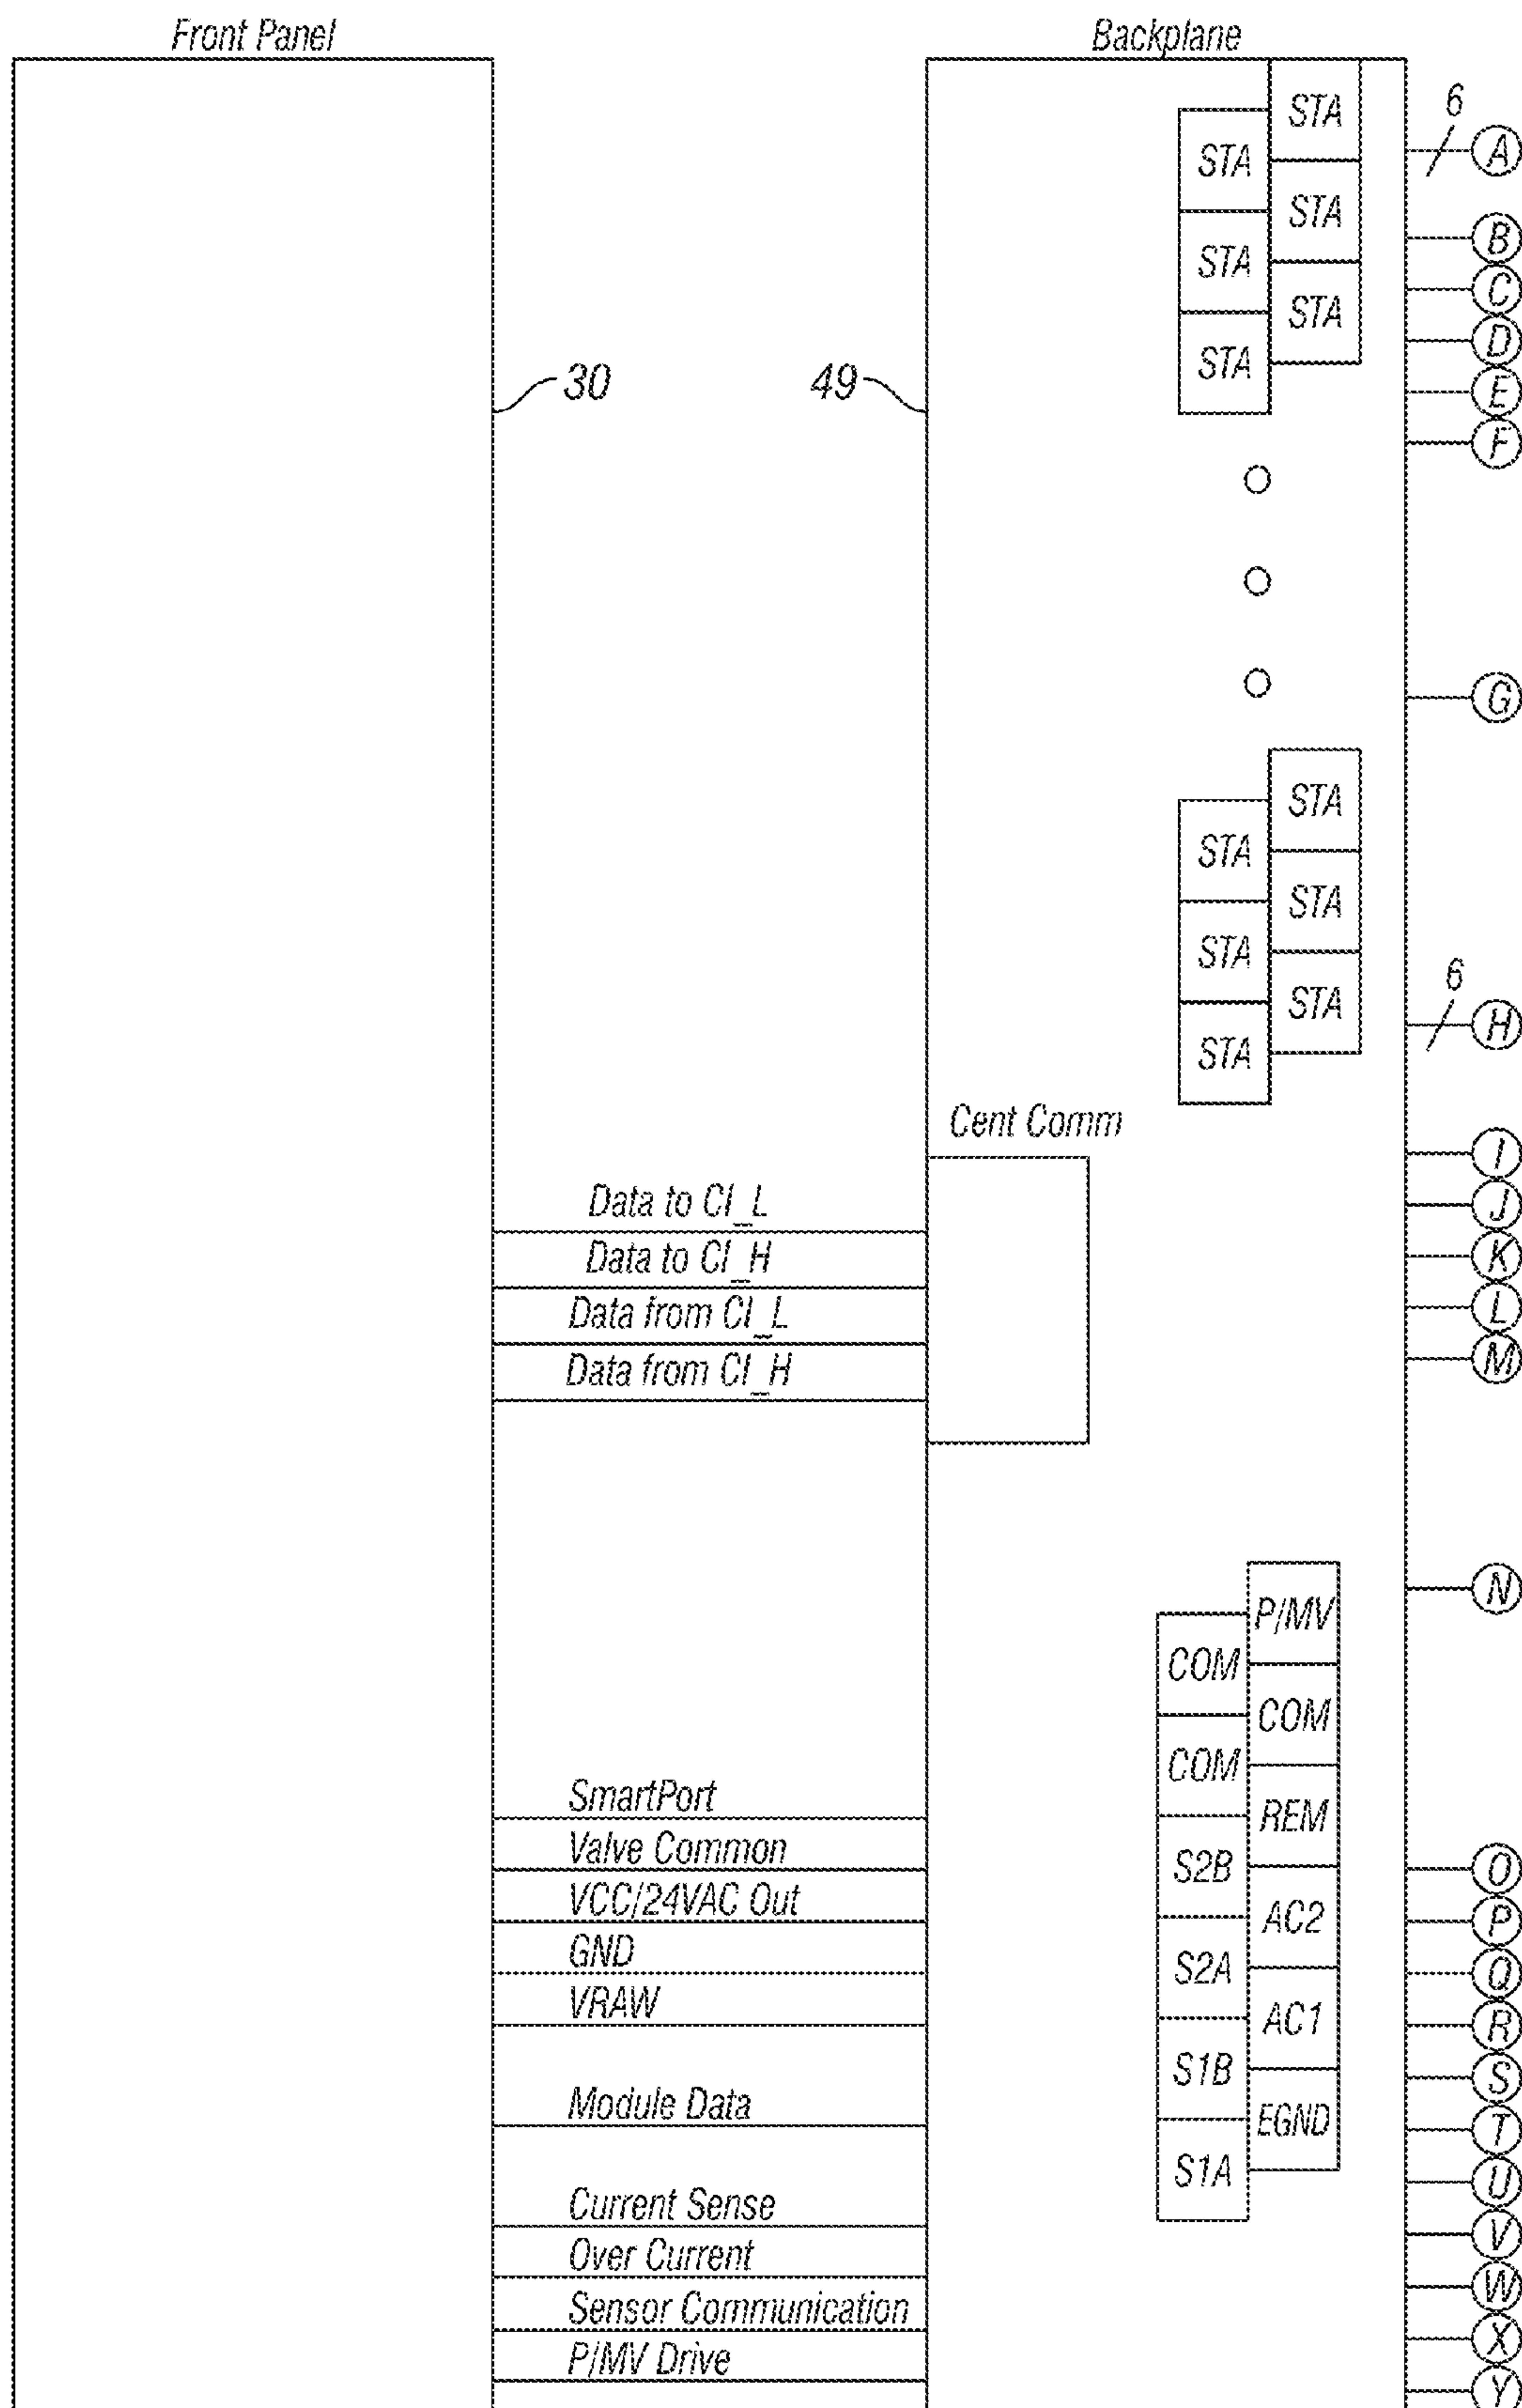 Front Panel
Backplane
STA
6
A
STA
STA
B
STA
C
STA
D
STA
30
49
E
F
G
STA
STA
STA
STA
6
STA
H
STA
Cent Comm
I
Data to CI_L
J
Data to CI_H
K
Data from CI_L
L
Data from CI_H
M
N
P/MV
COM
COM
COM
SmartPort
REM
Valve Common
S2B
O
VCC/24VAC Out
AC2
P
GND
S2A
Q
VRAW
AC1
R
S1B
S
Module Data
EGND
T
S1A
U
Current Sense
V
Over Current
W
Sensor Communication
X
P/MV Drive
Y